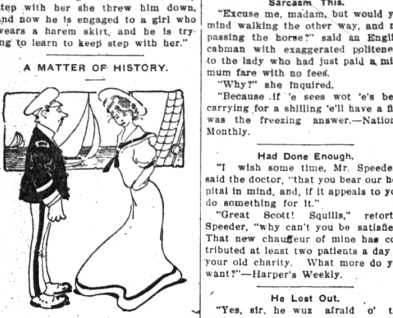 step with her she threw him down,
and now he is engaged to a girl who
wears a harem skirt, and he is try-
ing to learn to keep step with her."
A MATTER OF HISTORY.
Sarcasm, This.
"Excuse me, madam, but would y
mind walking the other way, and n
passing the horse?" said an Engli
cabman with exaggerated politene
to the lady who had just paid a mi
mum fare with no fees.
"Why?" she inquired.
"Because if 'e sees wot 'e's be
carrying for a shilling 'e'll have a fi
was the freezing answer.—Nation
Monthly.
Had Done Enough.
"I wish some time, Mr. Speede
said the doctor, "that you bear our ho
pital in mind, and, if it appeals to yo
do something for it."
"Great Scott! Squills," retort
Speeder, "why can't you be satisfie
That new chauffeur of mine has co
tributed at least two patients a day
your old charity. What more do y
want?"—Harper's Weekly.
He Lost Out.
"Yes, sir, he wuz afraid o' t